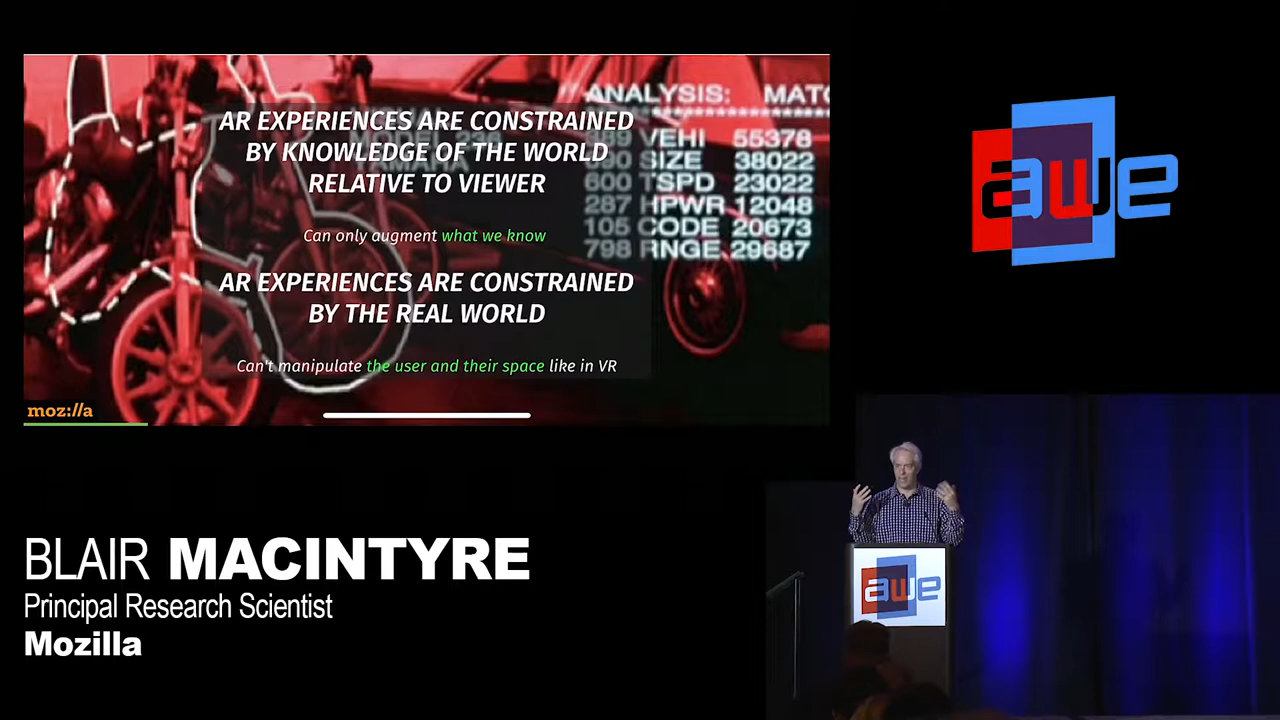 ANALYSIS:
VEHI 55378
SIZE 38022
600 TSPD 23022
287 HPWR 12048
105 CODE 20673
798 RNGE 29687
AR EXPERIENCES ARE CONSTRAINED
BY KNOWLEDGE OF THE WORLD
RELATIVE TO VIEWER
Can only augment what we know
AR EXPERIENCES ARE CONSTRAINED
BY THE REAL WORLD
Can't manipulate the user and their space like in VR
moz://a
awe
BLAIR MACINTYRE
Principal Research Scientist
Mozilla
awe